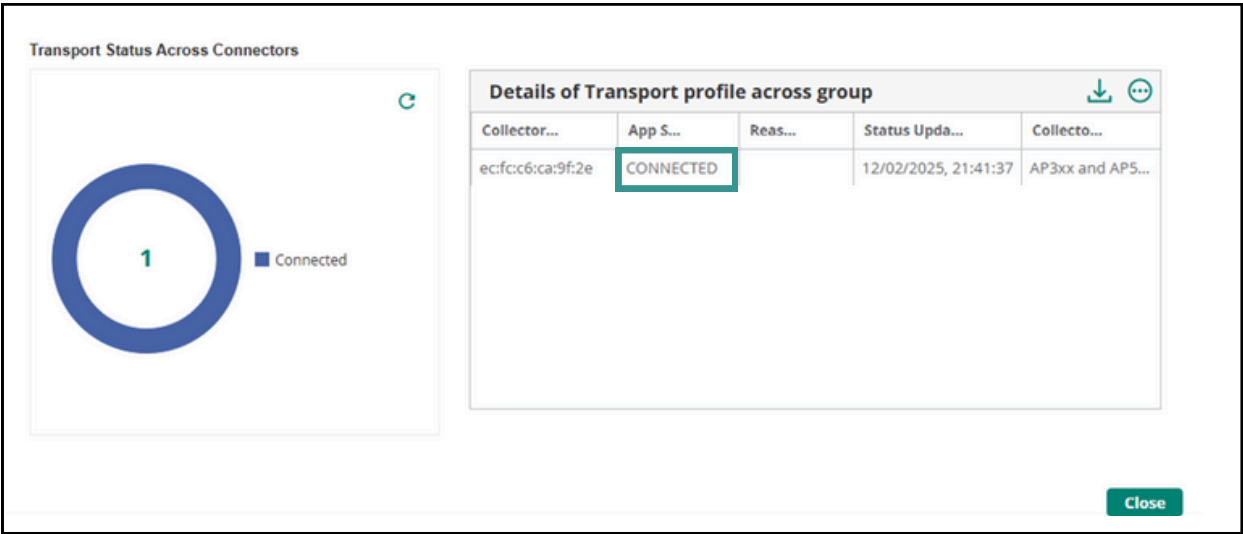 Transport Status Across Connectors
1
Connected
Details of Transport profile across group
Collector... App S... Reas... Status Upda... Collecto...
ec:fc:c6:ca:9f:2e CONNECTED 12/02/2025, 21:41:37 AP3xx and AP5...
Close